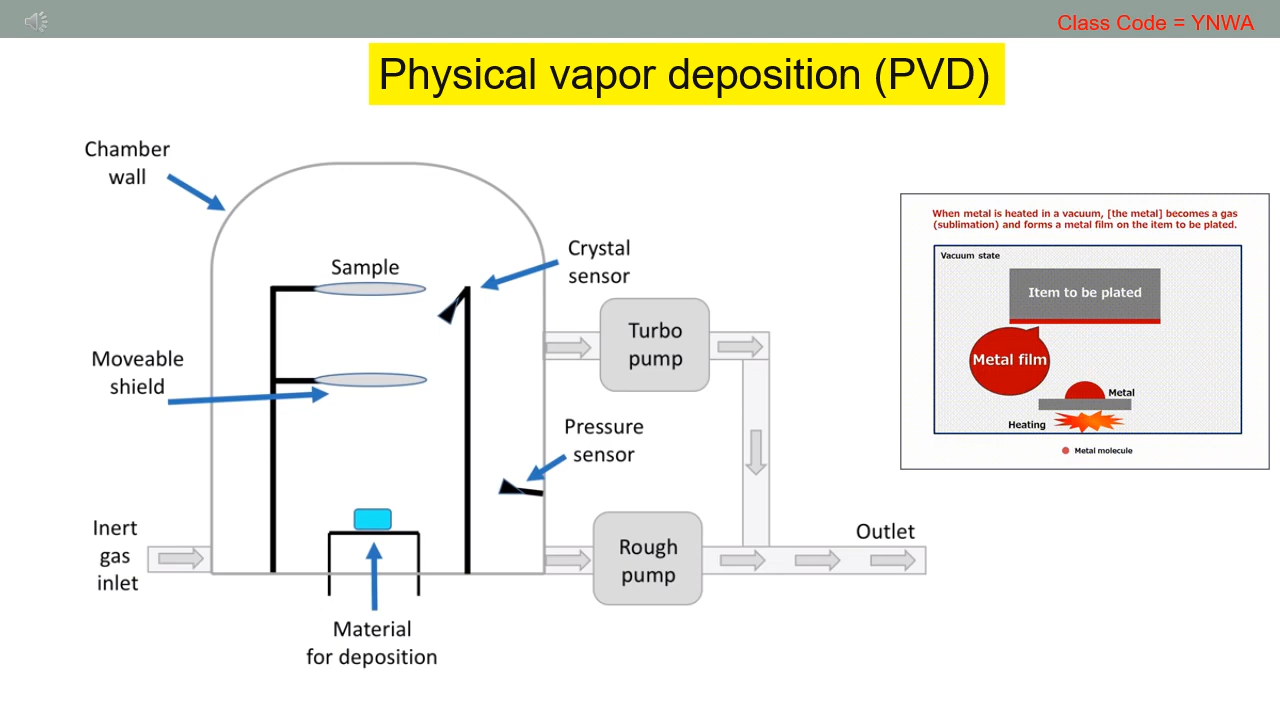 Class Code = YNWA
Physical vapor deposition (PVD)
Chamber
wall
Sample
Crystal
sensor
Moveable
shield
Turbo
pump
Pressure
sensor
Inert
gas
inlet
Rough
pump
Outlet
Material
for deposition
When metal is heated in a vacuum, [the metal] becomes a gas
(sublimation) and forms a metal film on the item to be plated.
Vacuum state
Item to be plated
Metal film
Metal
Heating
Metal molecule